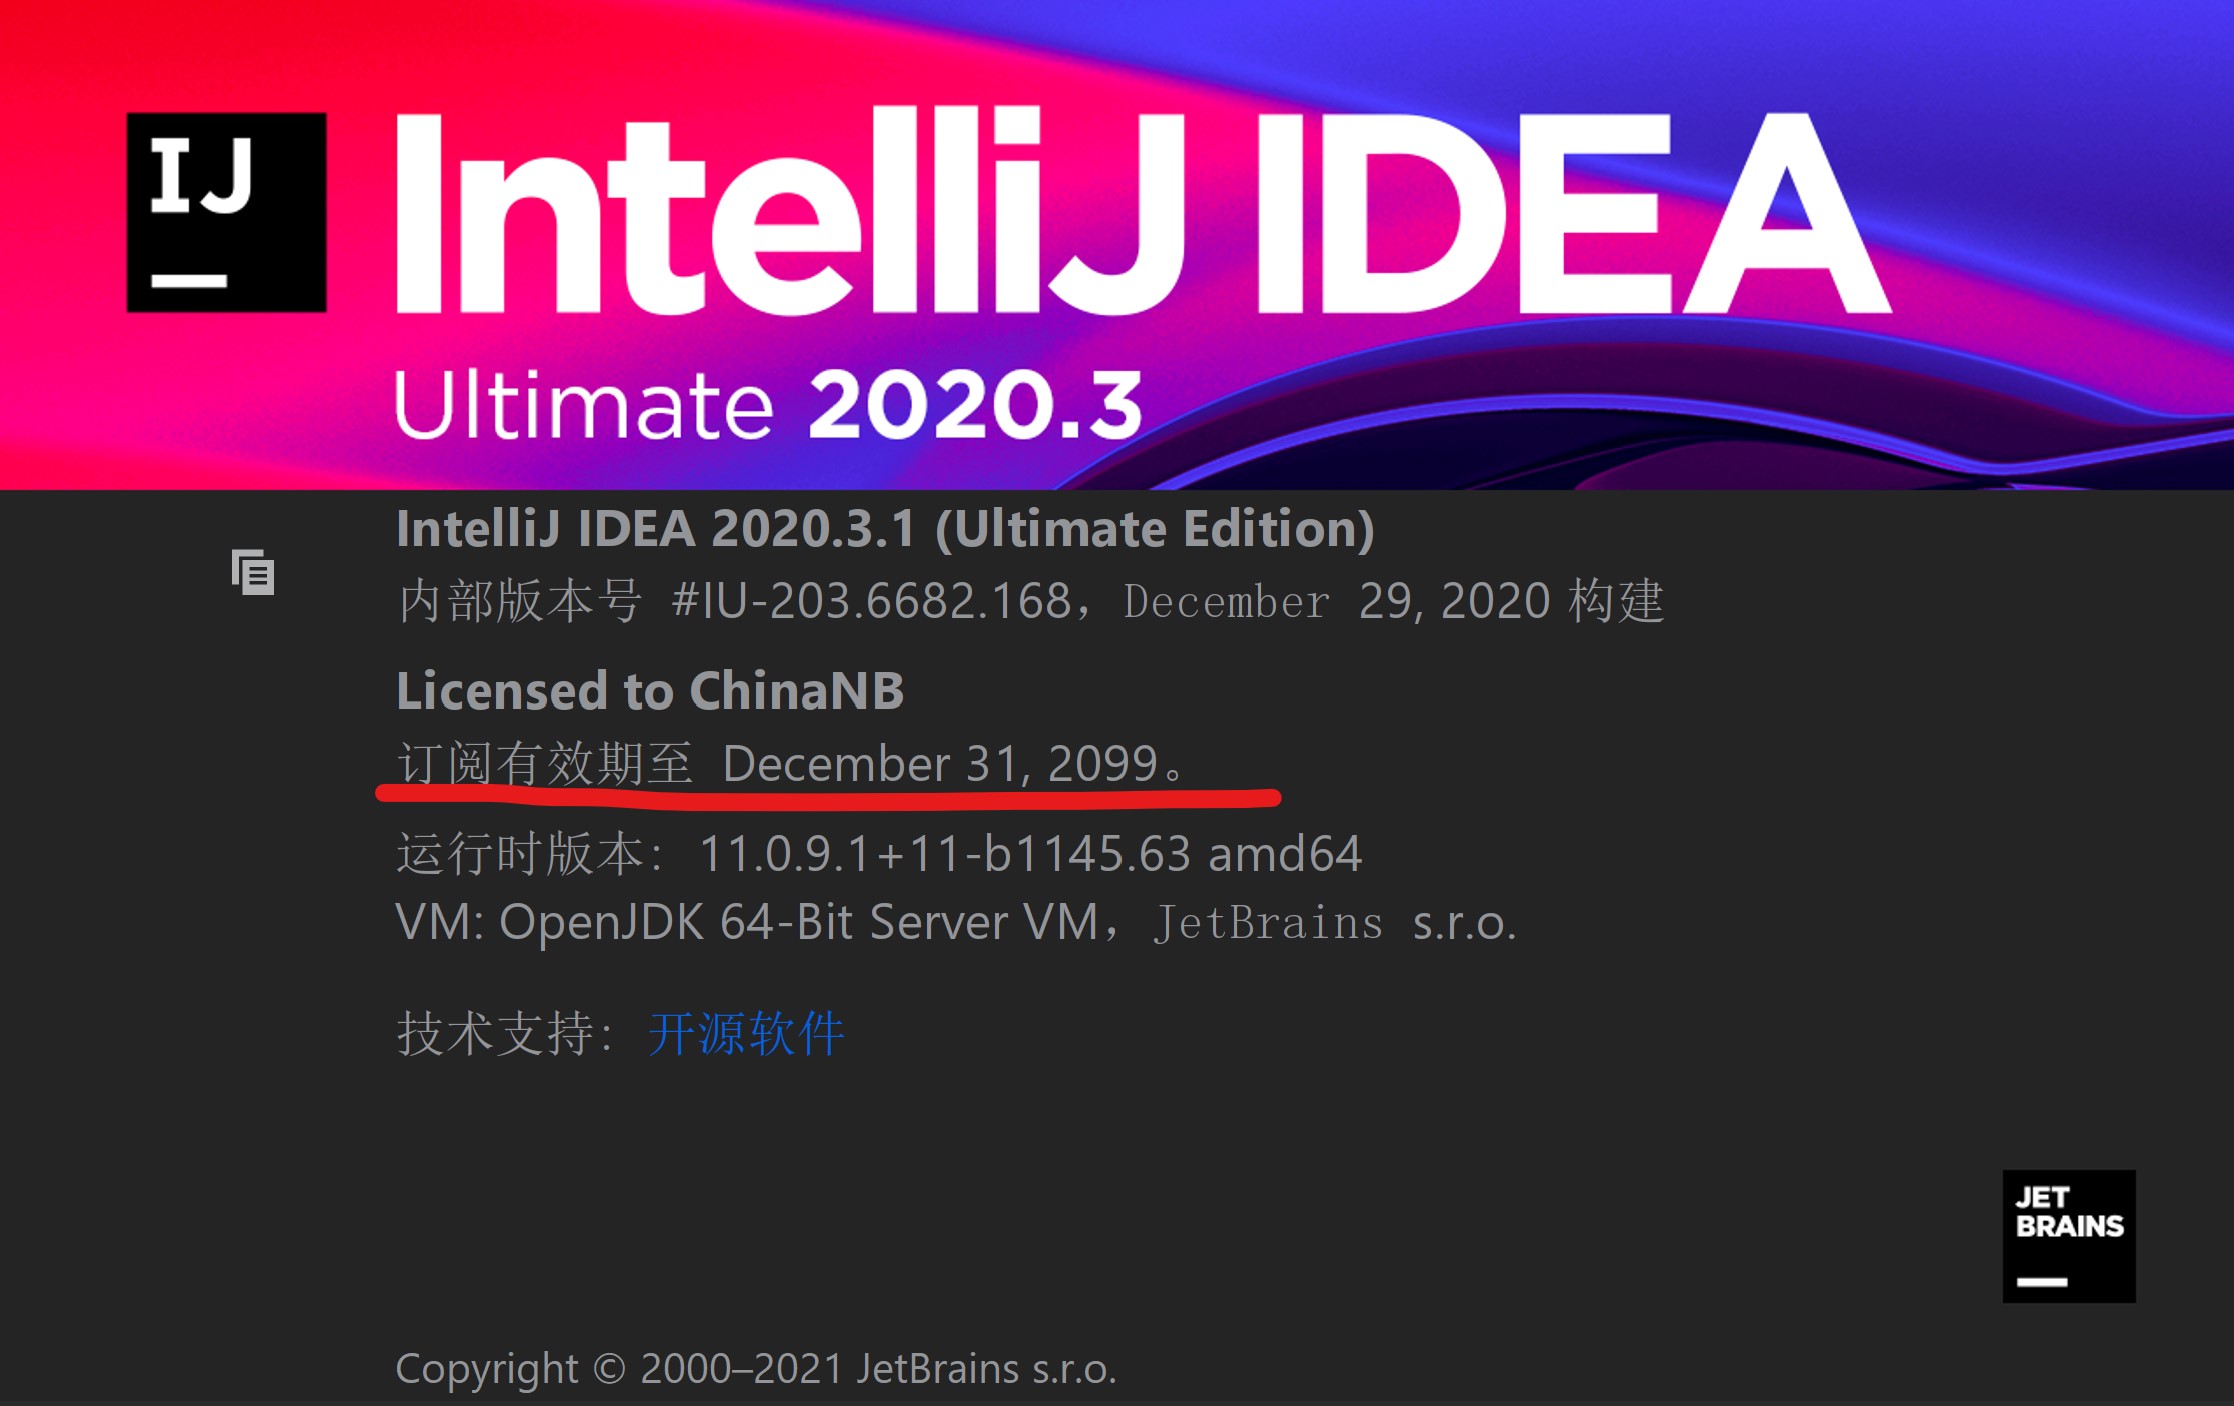 IJ
IntelliJ IDEA
Ultimate 2020.3
IntelliJ IDEA 2020.3.1 (Ultimate Edition)
内部版本号 #IU-203.6682.168，December 29, 2020 构建
Licensed to ChinaNB
订阅有效期至 December 31, 2099。
运行时版本：11.0.9.1+11-b1145.63 amd64
VM: OpenJDK 64-Bit Server VM，JetBrains s.r.o.
技术支持：开源软件
JET
BRAINS
Copyright © 2000–2021 JetBrains s.r.o.